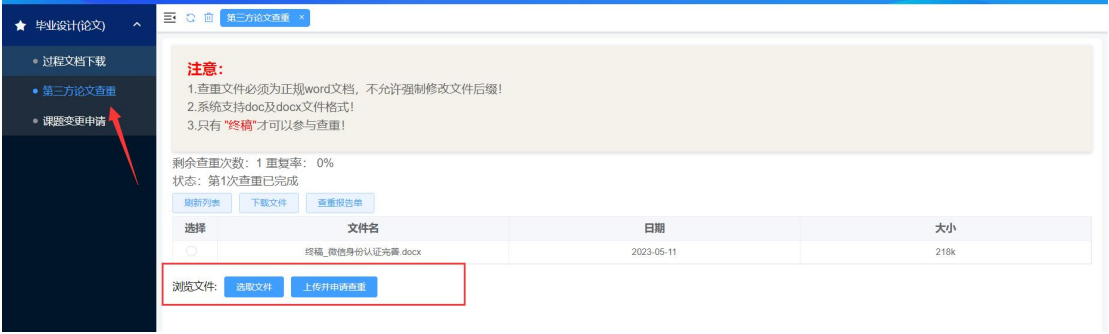 毕业设计(论文)
第三方论文查重 ×
过程文档下载
第三方论文查重
课题变更申请
注意：
1.查重文件必须为正规word文档，不允许强制修改文件后缀！
2.系统支持doc及docx文件格式！
3.只有 "终稿"才可以参与查重！
剩余查重次数：1 重复率： 0%
状态：第1次查重已完成
刷新列表 下载文件 查重报告单
选择 文件名 日期 大小
终稿_微信身份认证完善.docx 2023-05-11 218k
浏览文件: 选取文件 上传并申请查重